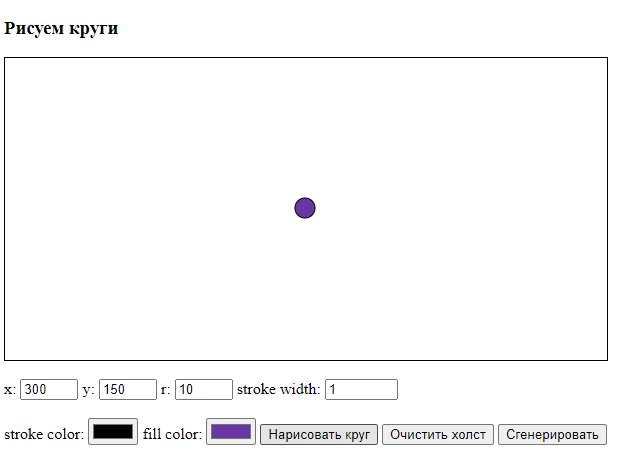 Рисуем круги
x: 300 y: 150 r: 10 stroke width: 1
stroke color: fill color: Нарисовать круг Очистить холст Сгенерировать